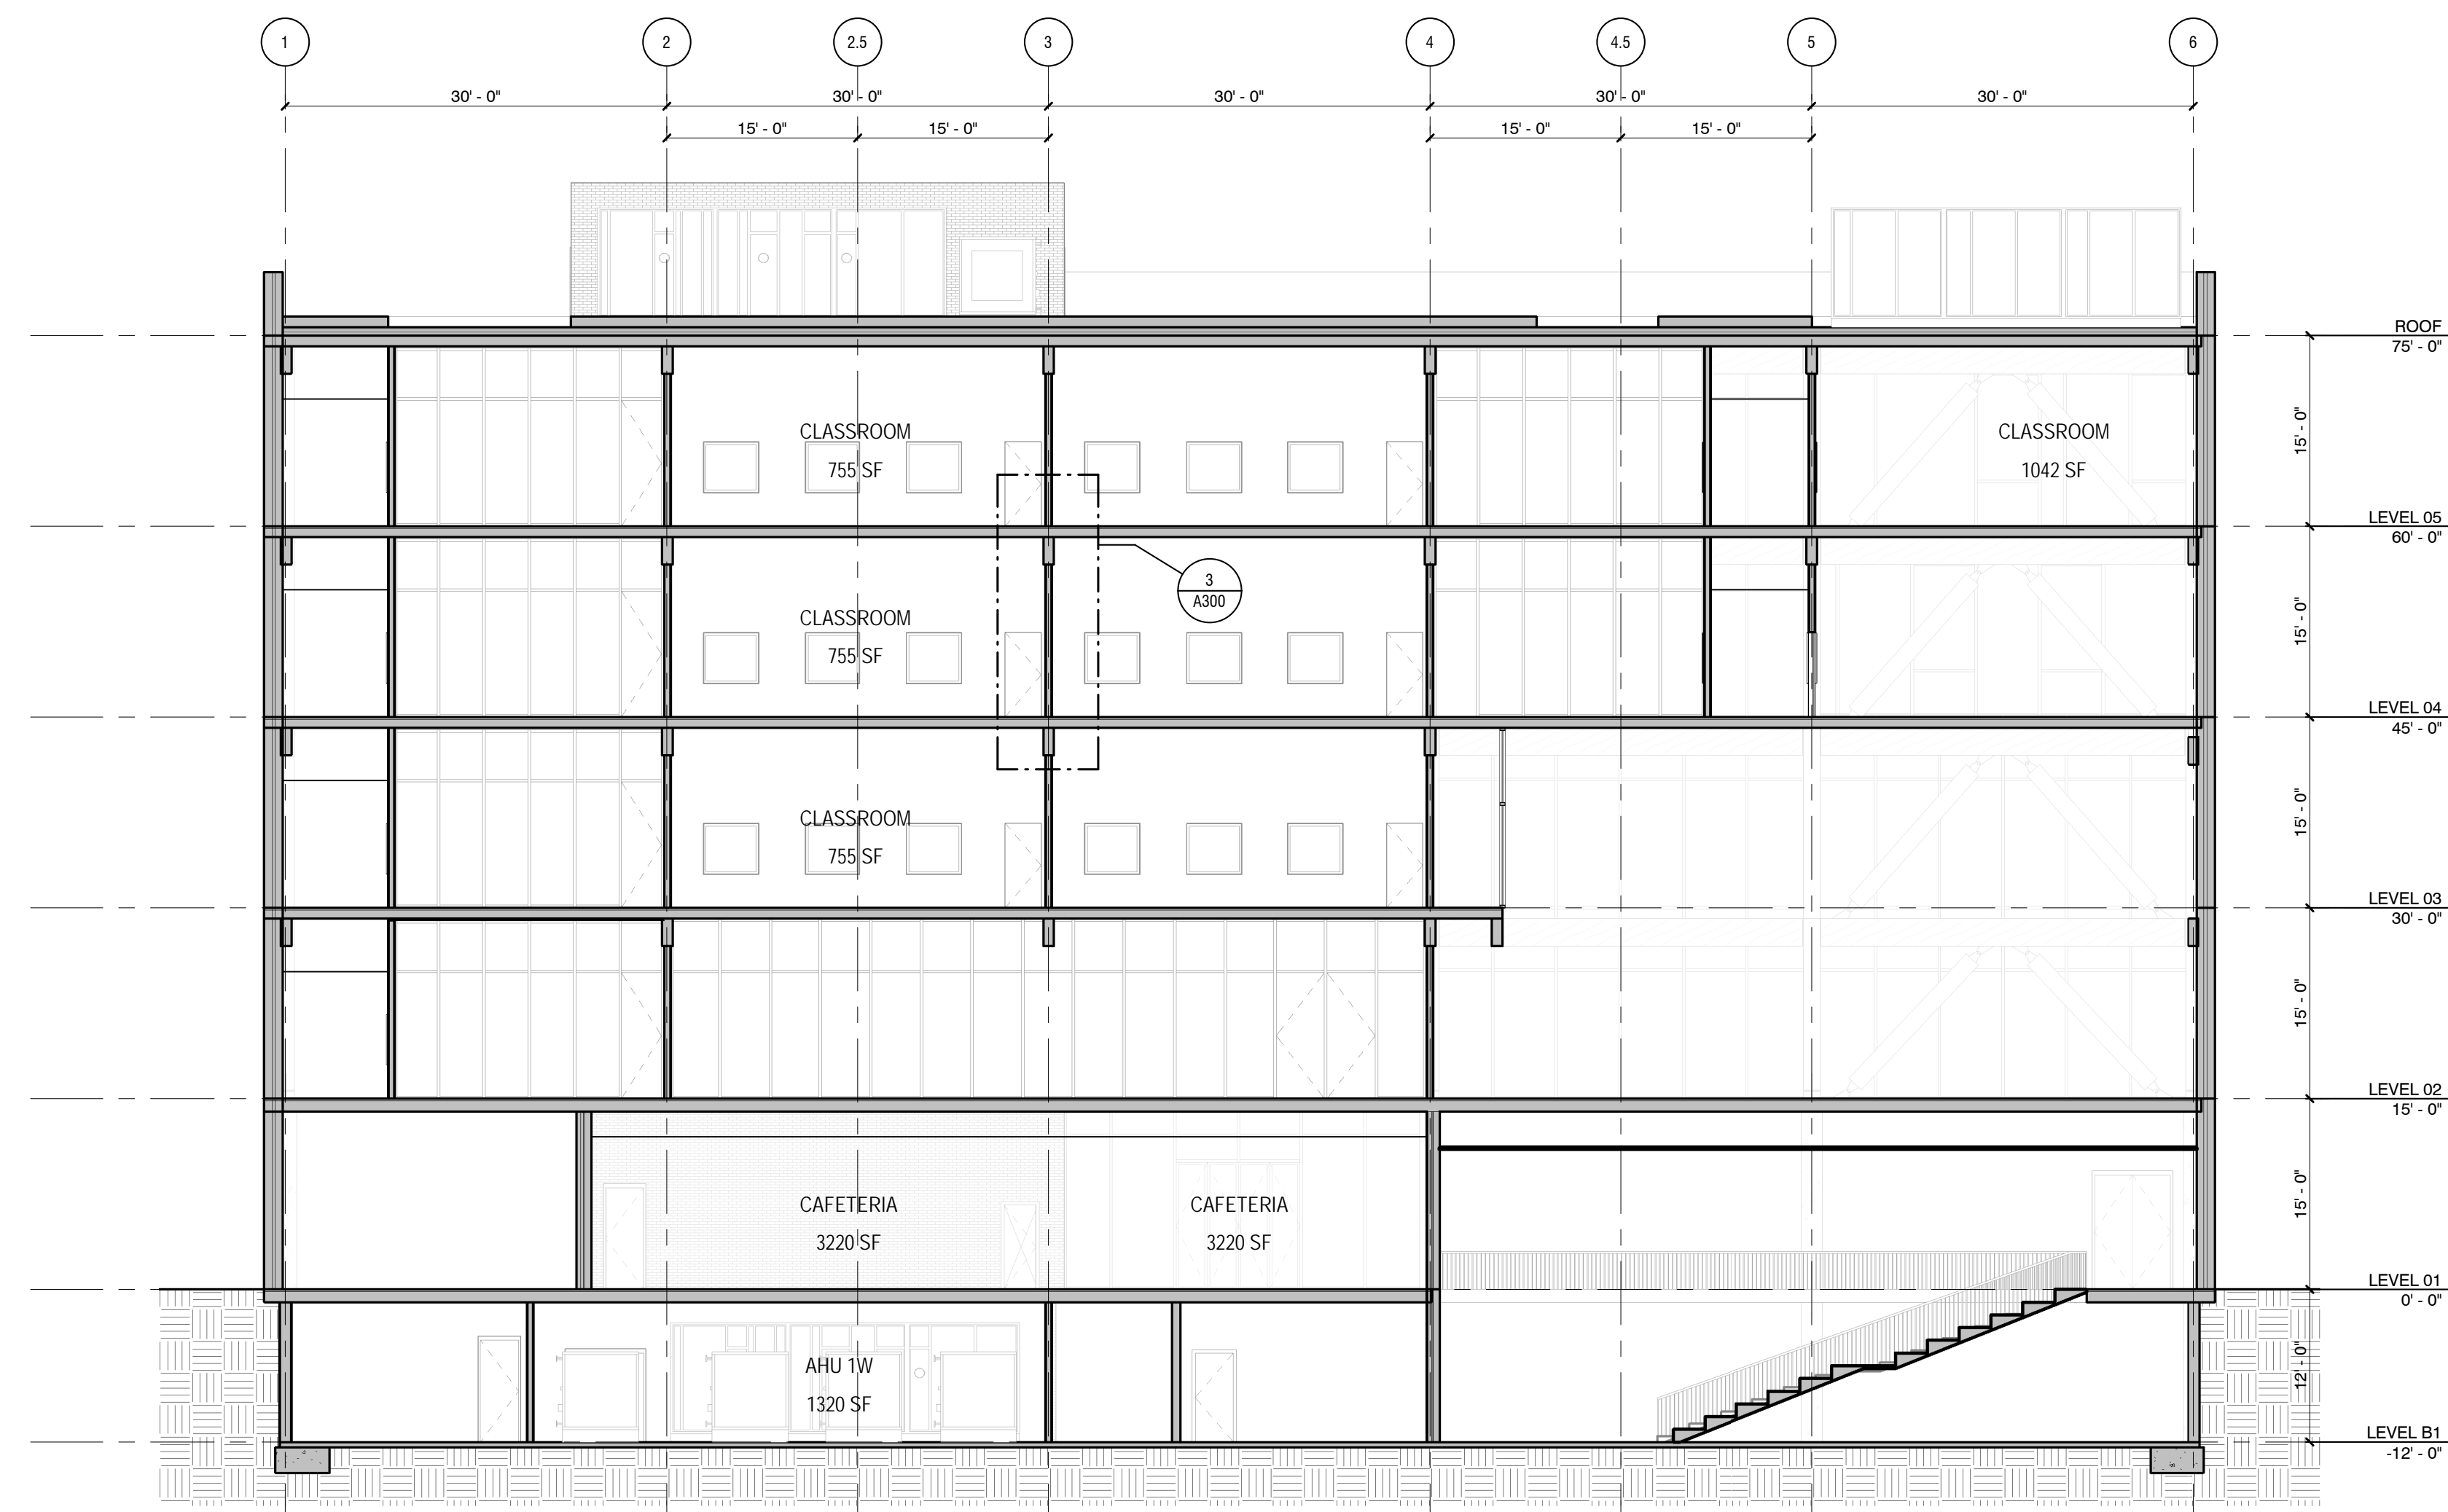 1
2
2.5
3
4
4.5
5
6
30' - 0"
30' - 0"
30' - 0"
30' - 0"
30' - 0"
15' - 0"
15' - 0"
15' - 0"
15' - 0"
ROOF
75' - 0"
15' - 0"
CLASSROOM
755 SF
CLASSROOM
1042 SF
LEVEL 05
60' - 0"
3
A300
15' - 0"
CLASSROOM
755 SF
LEVEL 04
45' - 0"
15' - 0"
CLASSROOM
755 SF
LEVEL 03
30' - 0"
15' - 0"
LEVEL 02
15' - 0"
15' - 0"
CAFETERIA
3220 SF
CAFETERIA
3220 SF
LEVEL 01
0' - 0"
12' - 0"
AHU 1W
1320 SF
LEVEL B1
-12' - 0"